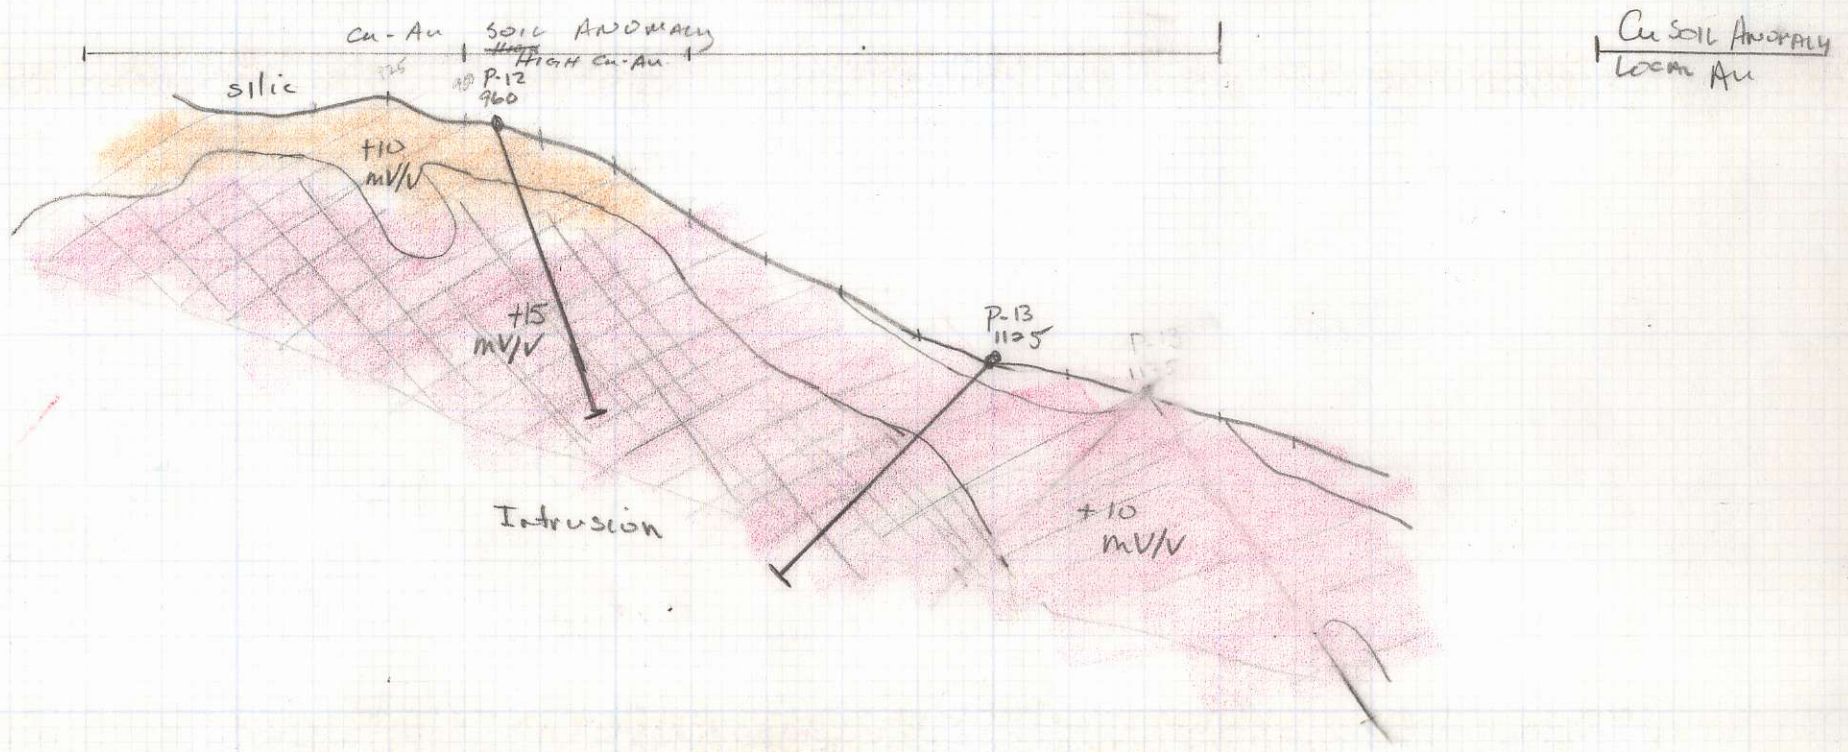 Cu-Au SOIL ANOMALY
HIGH Cu-Au
Cu SOIL ANOMALY
LOCAL Au
silic
P-12
960
+10
mV/V
+15
mV/V
P-13
1125
Intrusion
+10
mV/V